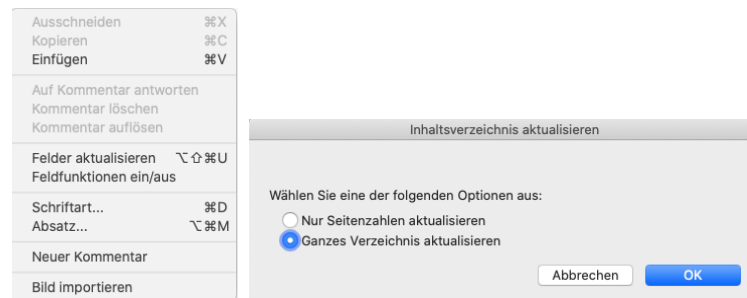 Ausschneiden ⌘X
Kopieren ⌘C
Einfügen ⌘V
Auf Kommentar antworten
Kommentar löschen
Kommentar auflösen
Felder aktualisieren ⌥⇧⌘U
Feldfunktionen ein/aus
Schriftart... ⌘D
Absatz... ⌥⌘M
Neuer Kommentar
Bild importieren
Inhaltsverzeichnis aktualisieren
Wählen Sie eine der folgenden Optionen aus:
Nur Seitenzahlen aktualisieren
Ganzes Verzeichnis aktualisieren
Abbrechen OK